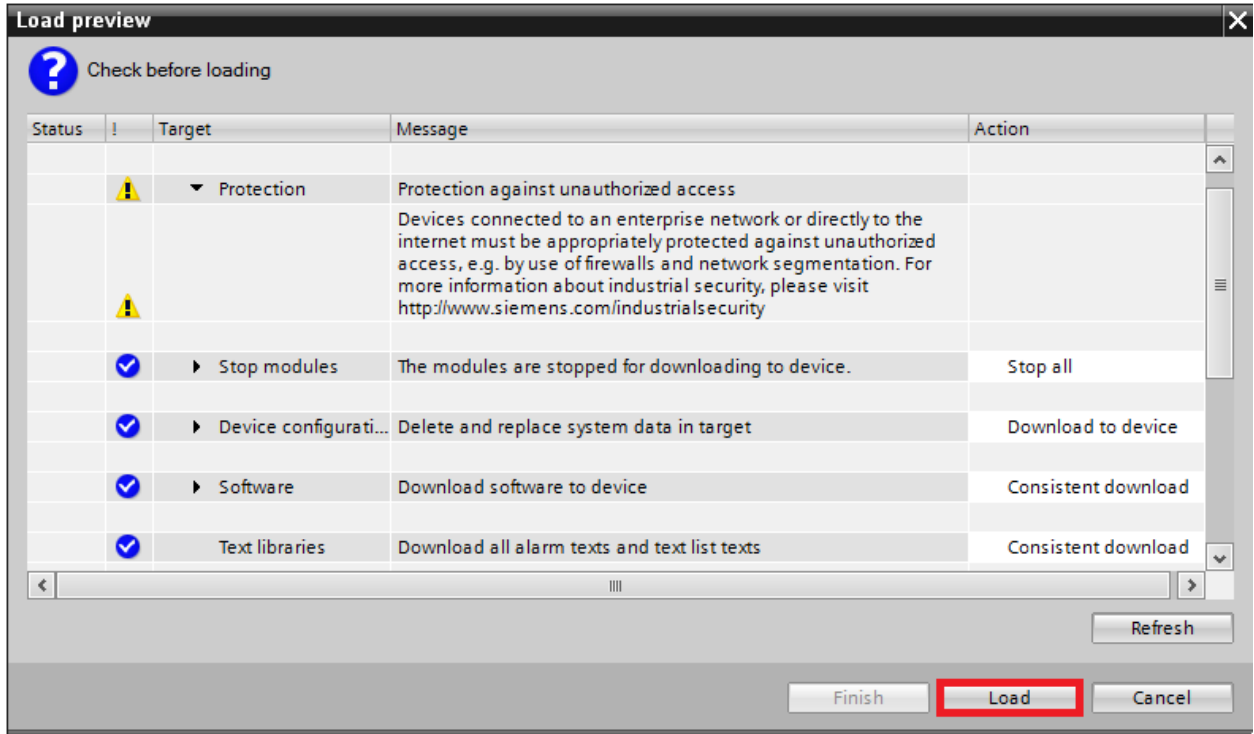 Load preview
Check before loading
Status ! Target Message Action
Protection Protection against unauthorized access
Devices connected to an enterprise network or directly to the
internet must be appropriately protected against unauthorized
access, e.g. by use of firewalls and network segmentation. For
more information about industrial security, please visit
http://www.siemens.com/industrialsecurity
Stop modules The modules are stopped for downloading to device. Stop all
Device configurati... Delete and replace system data in target Download to device
Software Download software to device Consistent download
Text libraries Download all alarm texts and text list texts Consistent download
Refresh
Finish Load Cancel